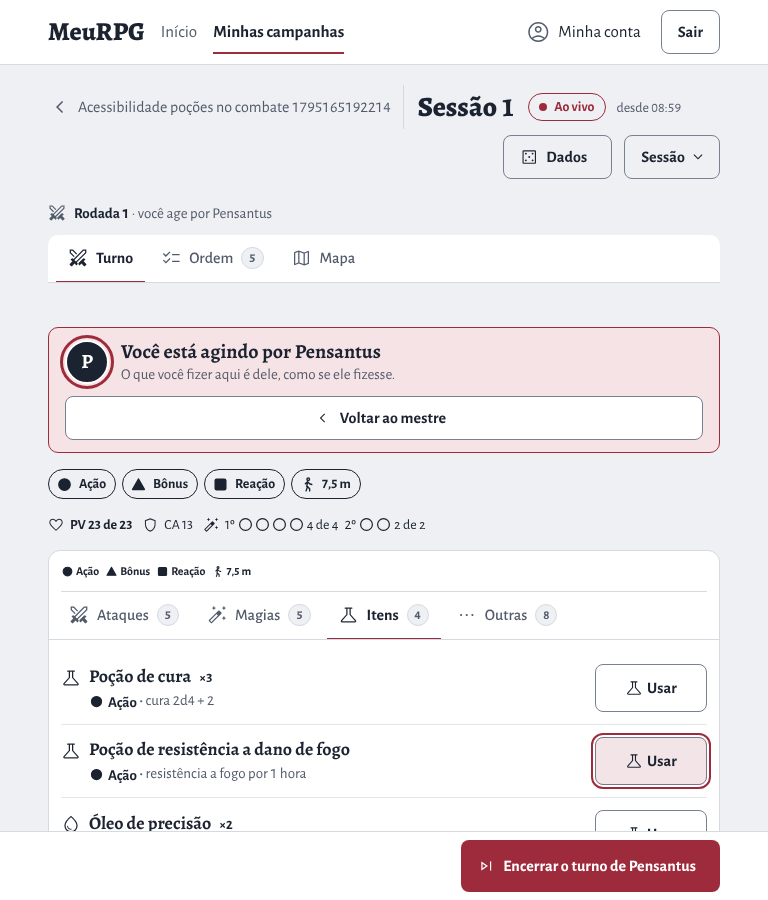 MeuRPG Início Minhas campanhas Minha conta Sair
Acessibilidade poções no combate 1795165192214 Sessão 1 Ao vivo desde 08:59
Dados Sessão
Rodada 1 · você age por Pensantus
Turno Ordem 5 Mapa
P
Você está agindo por Pensantus
O que você fizer aqui é dele, como se ele fizesse.
Voltar ao mestre
Ação Bônus Reação 7,5 m
PV 23 de 23 CA 13 1º 4 de 4 2º 2 de 2
Ação Bônus Reação 7,5 m
Ataques 5 Magias 5 Itens 4 Outras 8
Poção de cura ×3
Ação · cura 2d4 + 2
Usar
Poção de resistência a dano de fogo
Ação · resistência a fogo por 1 hora
Usar
Óleo de precisão ×2
Encerrar o turno de Pensantus